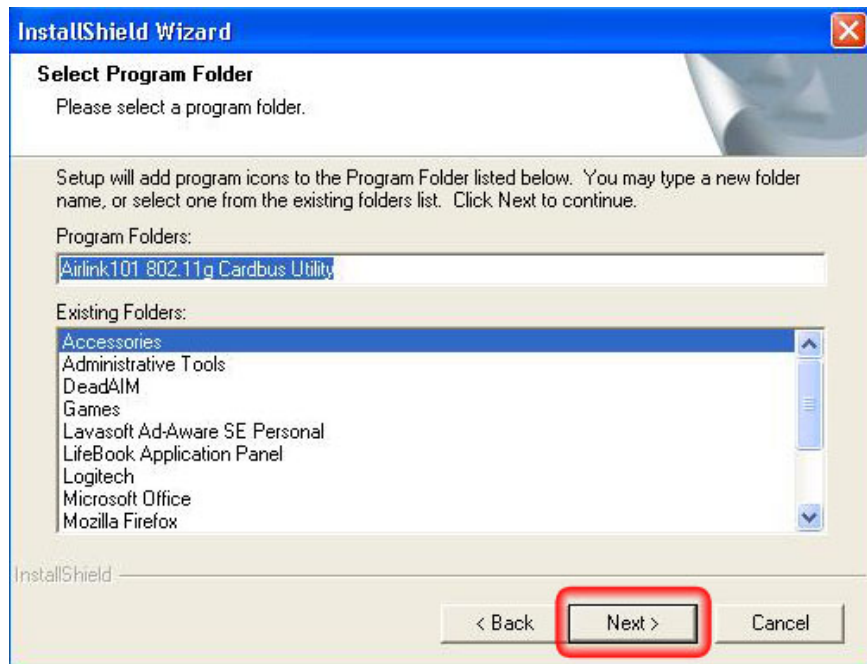 InstallShield Wizard
Select Program Folder
Please select a program folder.
Setup will add program icons to the Program Folder listed below. You may type a new folder
name, or select one from the existing folders list. Click Next to continue.
Program Folders:
Airlink101 802.11g Cardbus Utility
Existing Folders:
Accessories
Administrative Tools
DeadAIM
Games
Lavasoft Ad-Aware SE Personal
LifeBook Application Panel
Logitech
Microsoft Office
Mozilla Firefox
InstallShield
< Back
Next >
Cancel